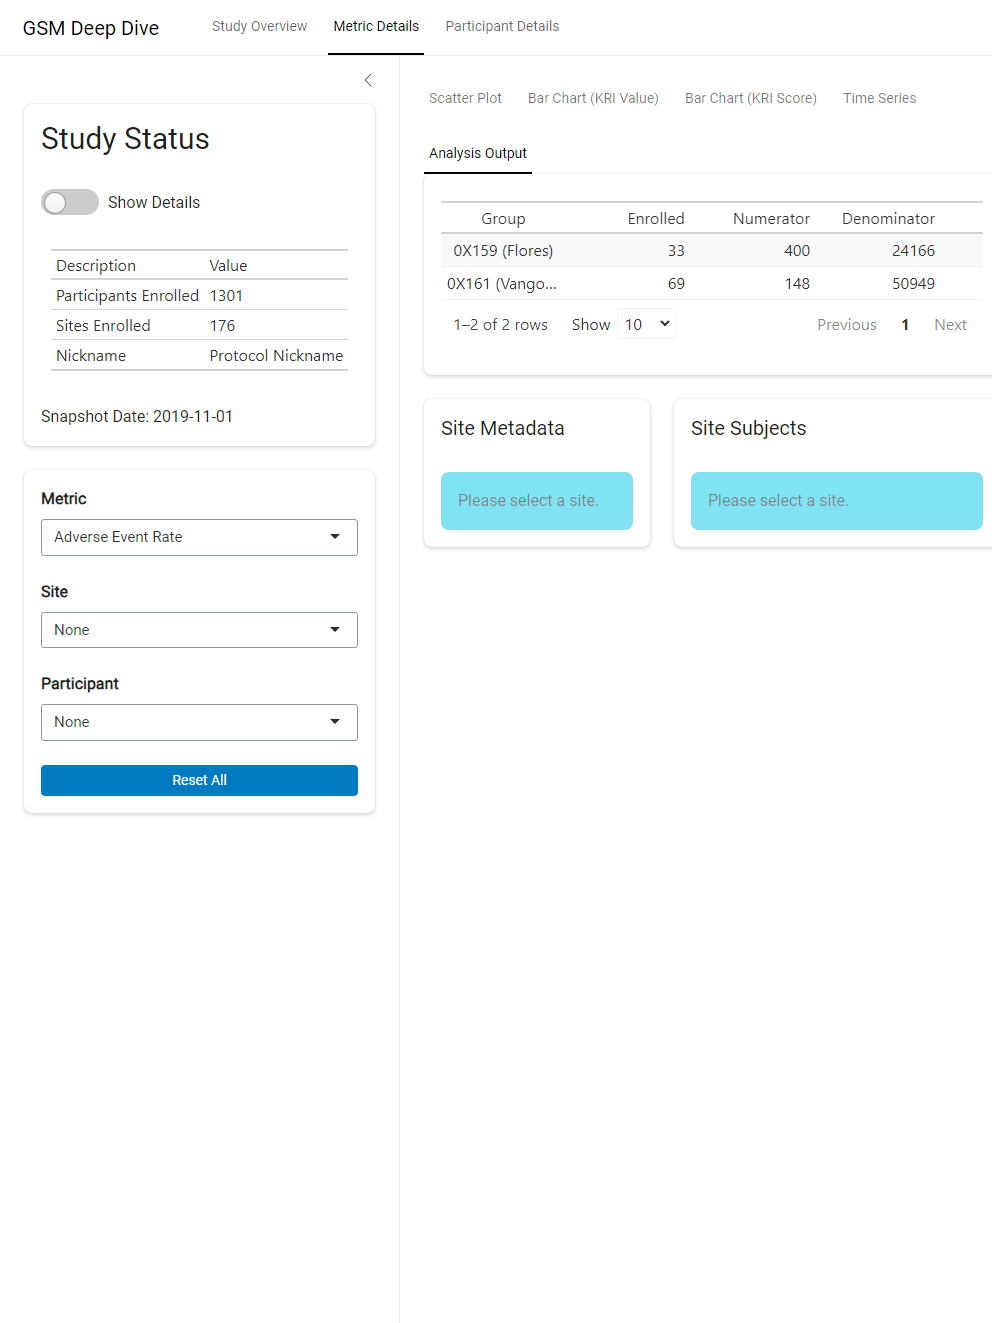 GSM Deep Dive
Study Overview
Metric Details
Participant Details
Study Status
Show Details
Description Value
Participants Enrolled 1301
Sites Enrolled 176
Nickname Protocol Nickname
Snapshot Date: 2019-11-01
Metric
Adverse Event Rate
Site
None
Participant
None
Reset All
Scatter Plot
Bar Chart (KRI Value)
Bar Chart (KRI Score)
Time Series
Analysis Output
Group Enrolled Numerator Denominator
0X159 (Flores) 33 400 24166
0X161 (Vango... 69 148 50949
1–2 of 2 rows Show 10 Previous 1 Next
Site Metadata
Please select a site.
Site Subjects
Please select a site.